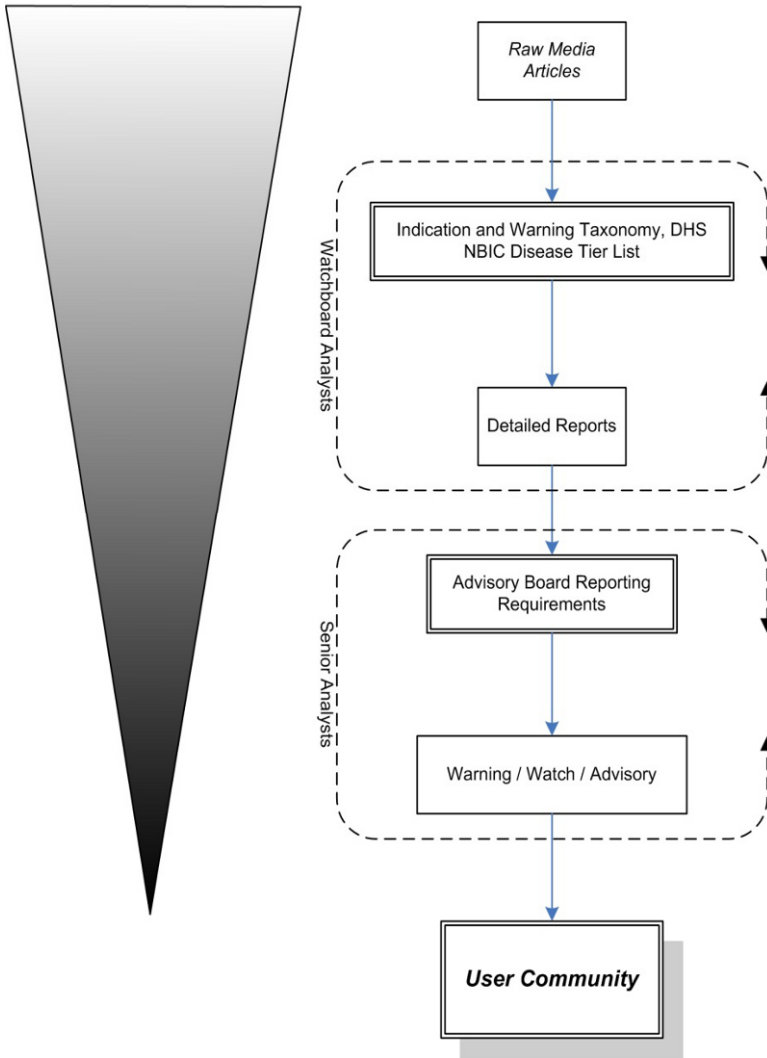 Raw Media
Articles
Watchboard Analysts
Indication and Warning Taxonomy, DHS
NBIC Disease Tier List
Detailed Reports
Senior Analysts
Advisory Board Reporting
Requirements
Warning / Watch / Advisory
User Community